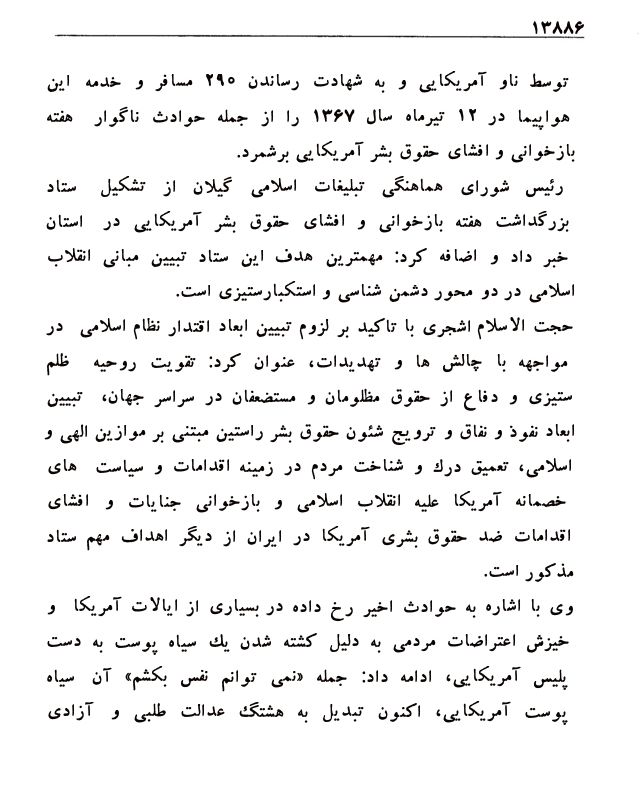 ۱۳۸۸۶
توسط ناو آمریکایی و به شهادت رساندن ۲۹۰ مسافر و خدمه این
هواپیما در ۱۲ تیرماه سال ۱۳۶۷ را از جمله حوادث ناگوار هفته
بازخوانی و افشای حقوق بشر آمریکایی برشمرد.
رئیس شورای هماهنگی تبلیغات اسلامی گیلان از تشکیل ستاد
بزرگداشت هفته بازخوانی و افشای حقوق بشر آمریکایی در استان
خبر داد و اضافه کرد: مهمترین هدف این ستاد تبیین مبانی انقلاب
اسلامی در دو محور دشمن شناسی و استکبارستیزی است.
حجت الاسلام اشجری با تاکید بر لزوم تبیین ابعاد اقتدار نظام اسلامی در
مواجهه با چالش ها و تهدیدات، عنوان کرد: تقویت روحیه ظلم
ستیزی و دفاع از حقوق مظلومان و مستضعفان در سراسر جهان، تبیین
ابعاد نفوذ و نفاق و ترویج شئون حقوق بشر راستین مبتنی بر موازین الهی و
اسلامی، تعمیق درك و شناخت مردم در زمینه اقدامات و سیاست های
خصمانه آمریکا علیه انقلاب اسلامی و بازخوانی جنایات و افشای
اقدامات ضد حقوق بشری آمریکا در ایران از دیگر اهداف مهم ستاد
مذکور است.
وی با اشاره به حوادث اخیر رخ داده در بسیاری از ایالات آمریکا و
خیزش اعتراضات مردمی به دلیل کشته شدن یك سیاه پوست به دست
پلیس آمریکایی، ادامه داد: جمله «نمی توانم نفس بکشم» آن سیاه
پوست آمریکایی، اکنون تبدیل به هشتگ عدالت طلبی و آزادی